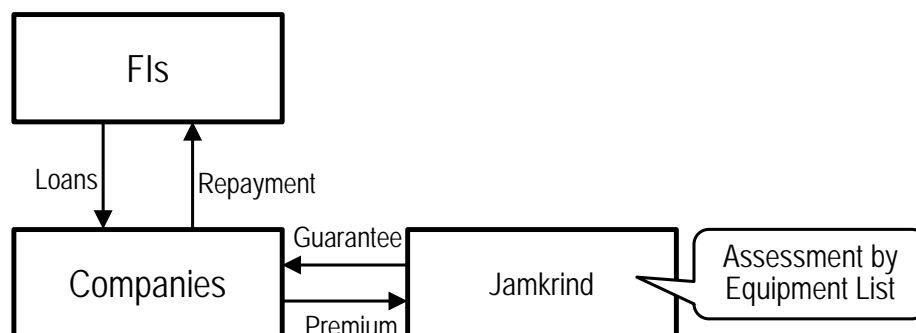 FIs
Loans
Repayment
Companies
Guarantee
Premium
Jamkrind
Assessment by
Equipment List